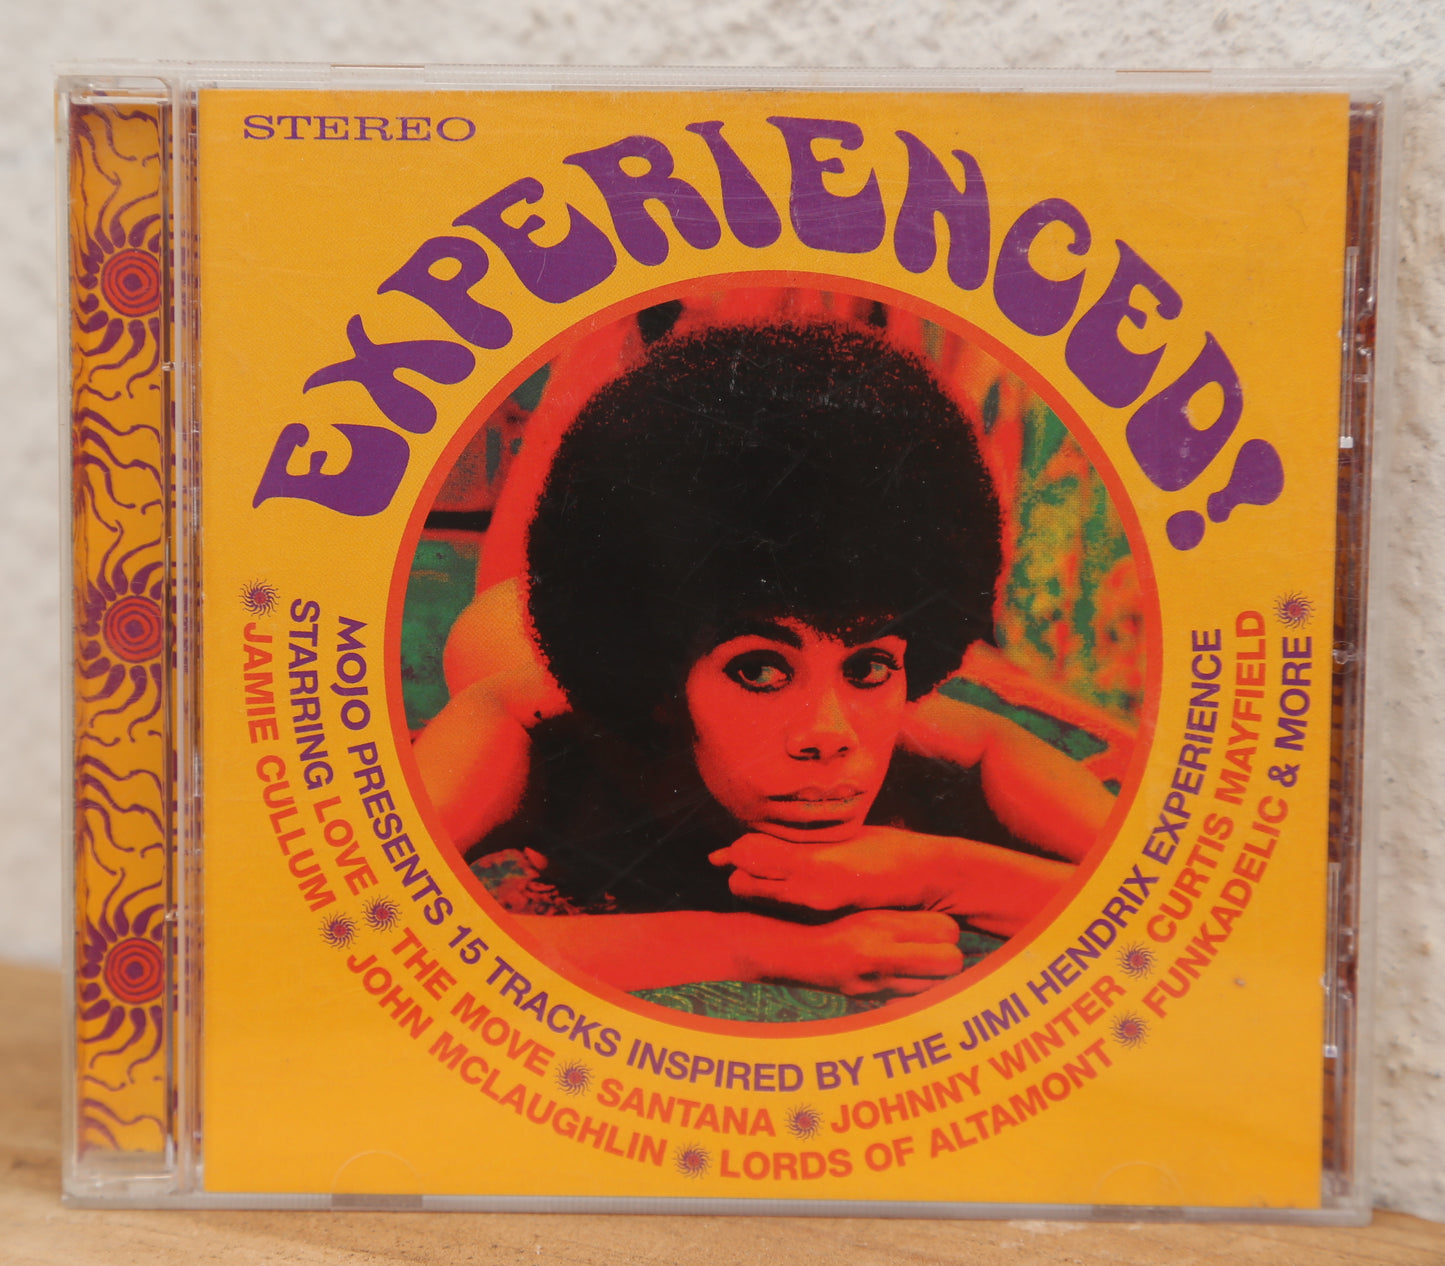 STEREO
EXPERIENCED!
MOJO PRESENTS 15 TRACKS INSPIRED BY THE JIMI HENDRIX EXPERIENCE
STARRING LOVE THE MOVE SANTANA JOHNNY WINTER CURTIS MAYFIELD
JAMIE CULLUM JOHN MCLAUGHLIN LORDS OF ALTAMONT FUNKADELIC & MORE